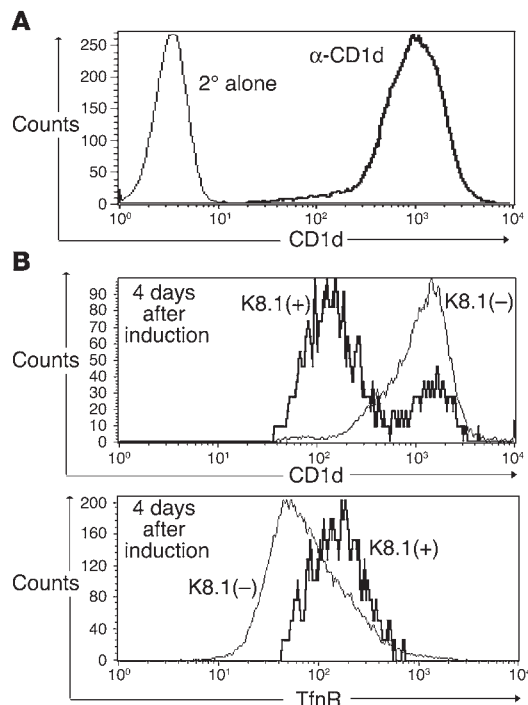 A
250
200
150
100
50
0
Counts
2° alone
α-CD1d
10⁰ 10¹ 10² 10³ 10⁴
CD1d
B
4 days
after
induction
K8.1(+)
K8.1(−)
90
80
70
60
50
40
30
20
10
0
Counts
10⁰ 10¹ 10² 10³ 10⁴
CD1d
4 days
after
induction
K8.1(−)
K8.1(+)
200
160
120
80
40
0
Counts
10⁰ 10¹ 10² 10³ 10⁴
TfnR